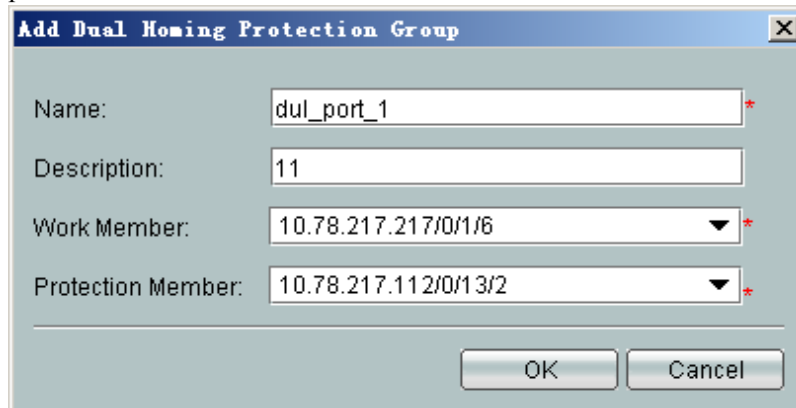 Add Dual Homing Protection Group
Name: dul_port_1 *
Description: 11
Work Member: 10.78.217.217/0/1/6 *
Protection Member: 10.78.217.112/0/13/2 *
OK Cancel